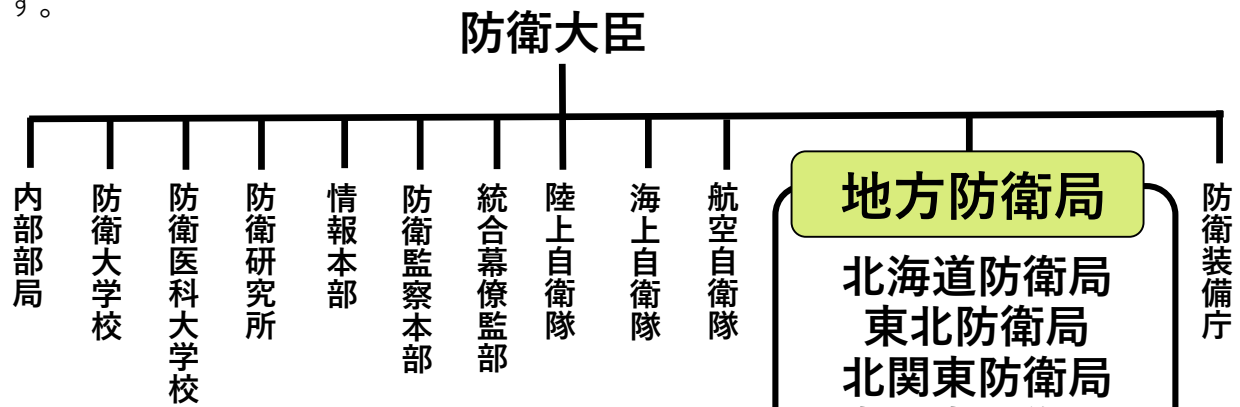 す。
防衛大臣
内部部局
防衛大学校
防衛医科大学校
防衛研究所
情報本部
防衛監察本部
統合幕僚監部
陸上自衛隊
海上自衛隊
航空自衛隊
地方防衛局
北海道防衛局
東北防衛局
北関東防衛局
防衛装備庁